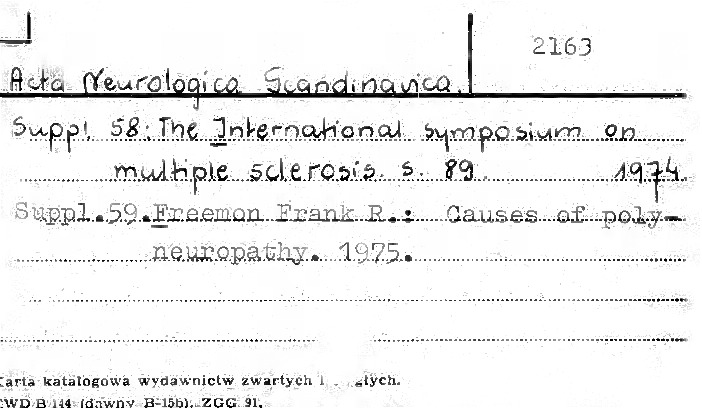 2163
Acta Neurologica Scandinavica.
Suppl. 58: The International symposium on
multiple sclerosis. s. 89 1974
Suppl.59.Freemon Frank R.: Causes of poly-
neuropathy. 1975.
Karta katalogowa wydawnictw zwartych i
CWD B-144 (dawny B-15b). ZGG 91.